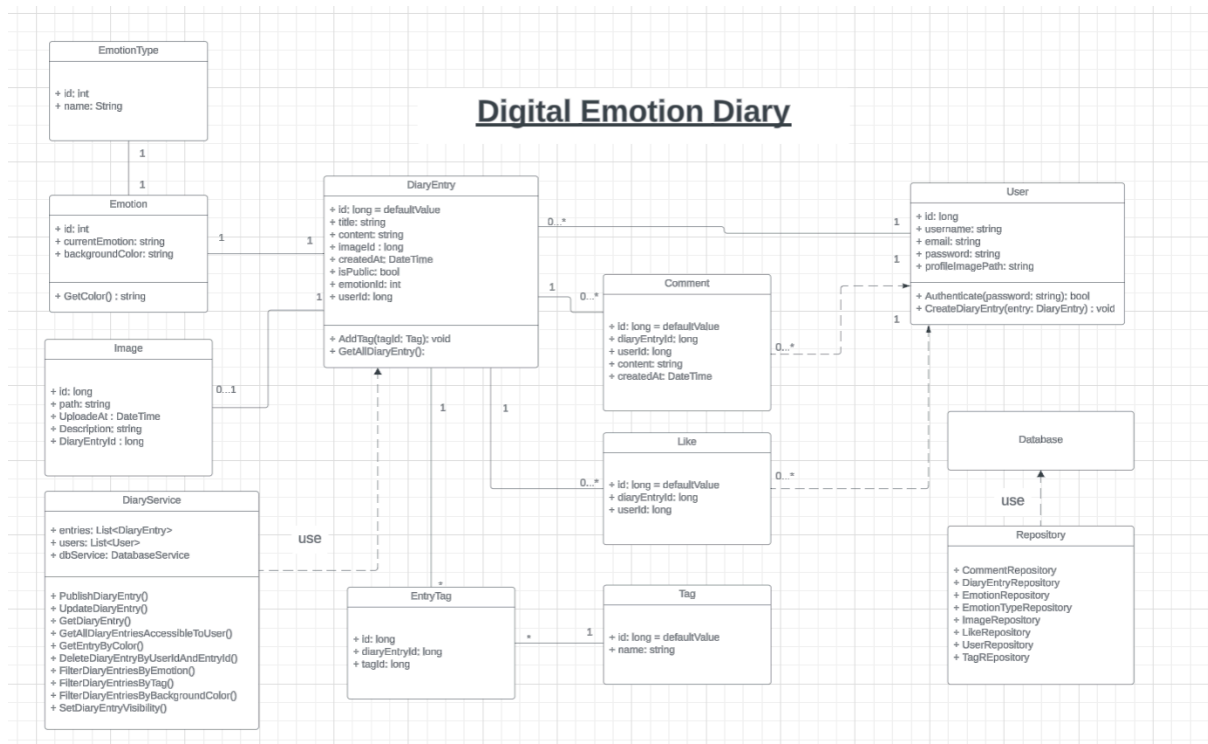 Digital Emotion Diary
EmotionType
+ id: int
+ name: String
1
1
Emotion
+ id: int
+ currentEmotion: string
+ backgroundColor: string
+ GetColor() : string
1
1
DiaryEntry
+ id: long = defaultValue
+ title: string
+ content: string
+ imageId : long
+ createdAt: DateTime
+ isPublic: bool
+ emotionId: int
+ userId: long
+ AddTag(tagId: Tag): void
+ GetAllDiaryEntry():
0...*
1
User
+ id: long
+ username: string
+ email: string
+ password: string
+ profileImagePath: string
+ Authenticate(password: string): bool
+ CreateDiaryEntry(entry: DiaryEntry) : void
1
1
1
0...*
Comment
+ id: long = defaultValue
+ diaryEntryId: long
+ userId: long
+ content: string
+ createdAt: DateTime
0...*
1
Image
+ id: long
+ path: string
+ UploadeAt : DateTime
+ Description: string
+ DiaryEntryId : long
0...1
1
1
Like
+ id: long = defaultValue
+ diaryEntryId: long
+ userId: long
0...*
0...*
Database
use
Repository
+ CommentRepository
+ DiaryEntryRepository
+ EmotionRepository
+ EmotionTypeRepository
+ ImageRepository
+ LikeRepository
+ UserRepository
+ TagREpository
DiaryService
+ entries: List<DiaryEntry>
+ users: List<User>
+ dbService: DatabaseService
+ PublishDiaryEntry()
+ UpdateDiaryEntry()
+ GetDiaryEntry()
+ GetAllDiaryEntriesAccessibleToUser()
+ GetEntryByColor()
+ DeleteDiaryEntryByUserIdAndEntryId()
+ FilterDiaryEntriesByEmotion()
+ FilterDiaryEntriesByTag()
+ FilterDiaryEntriesByBackgroundColor()
+ SetDiaryEntryVisibility()
use
*
EntryTag
+ id: long
+ diaryEntryId: long
+ tagId: long
*
1
Tag
+ id: long = defaultValue
+ name: string